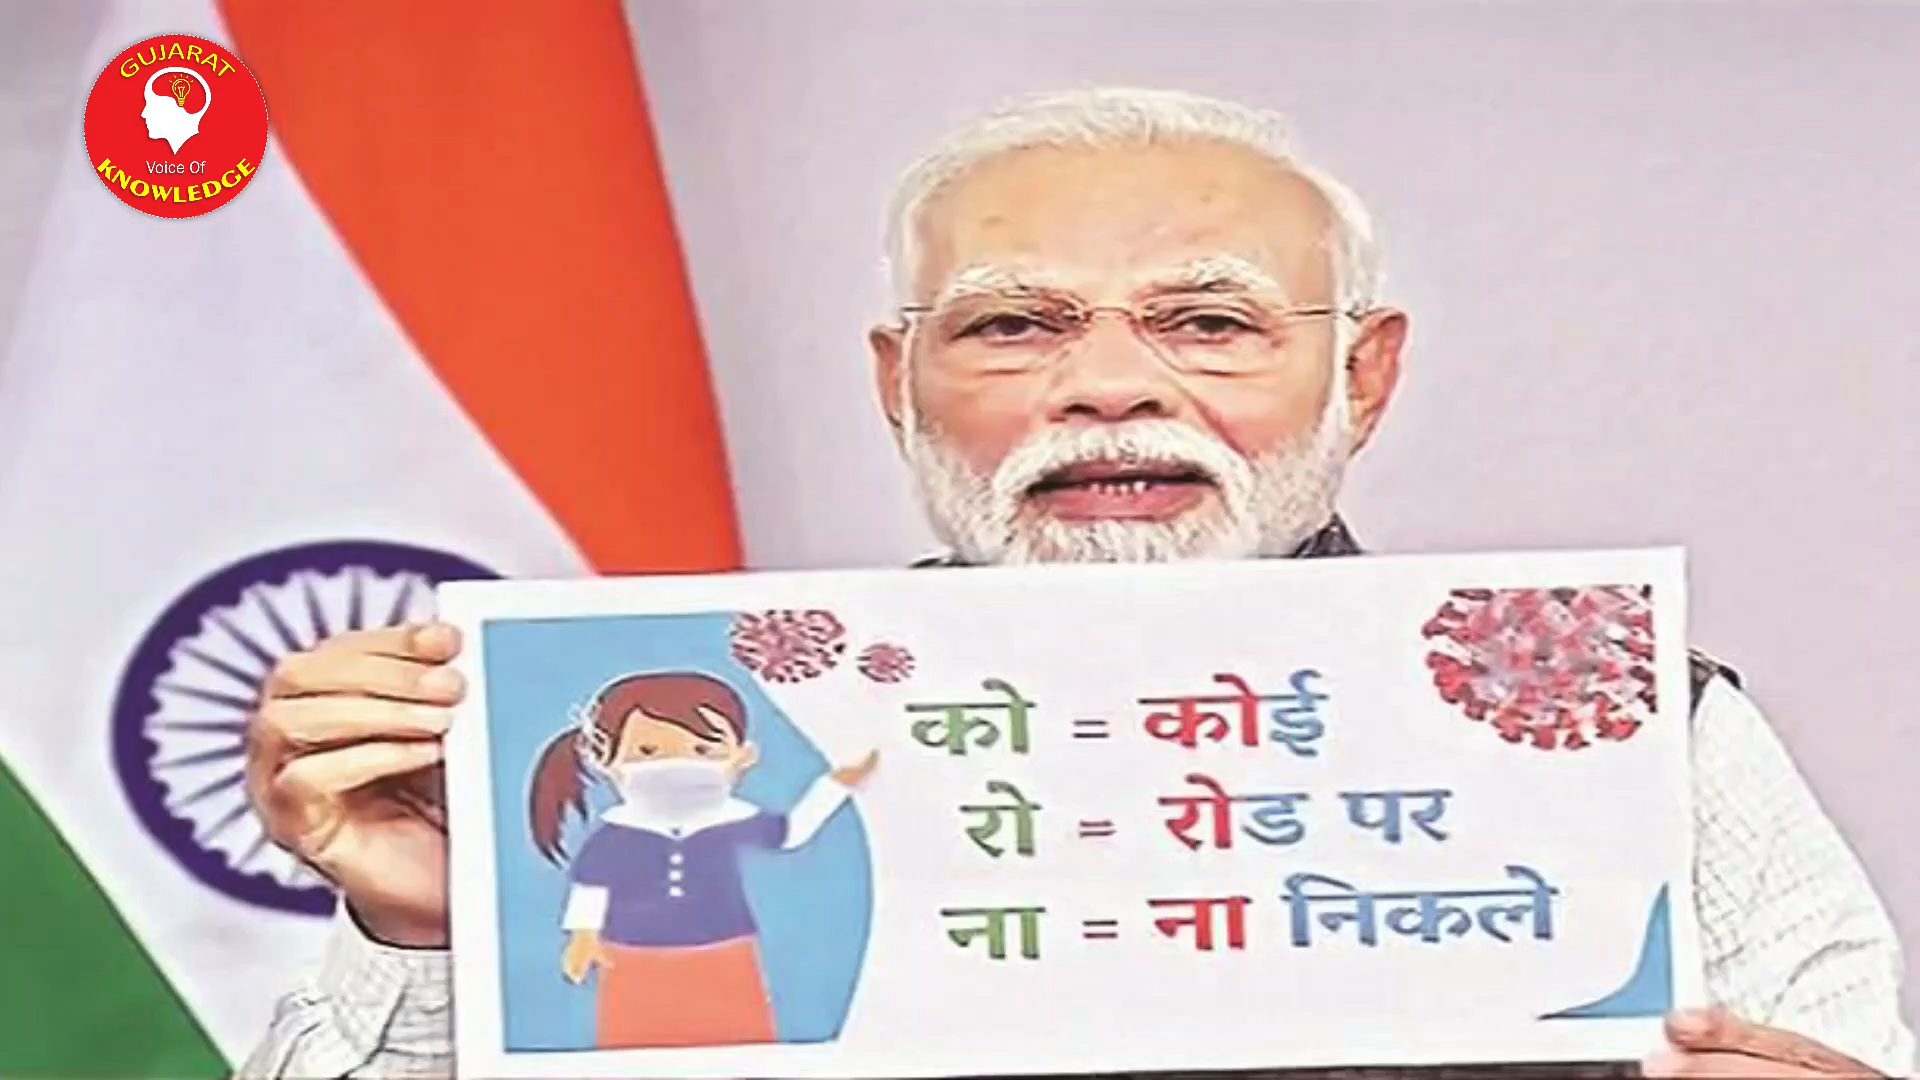 GUJARAT
Voice Of
KNOWLEDGE
को = कोई
रो = रोड पर
ना = ना निकले